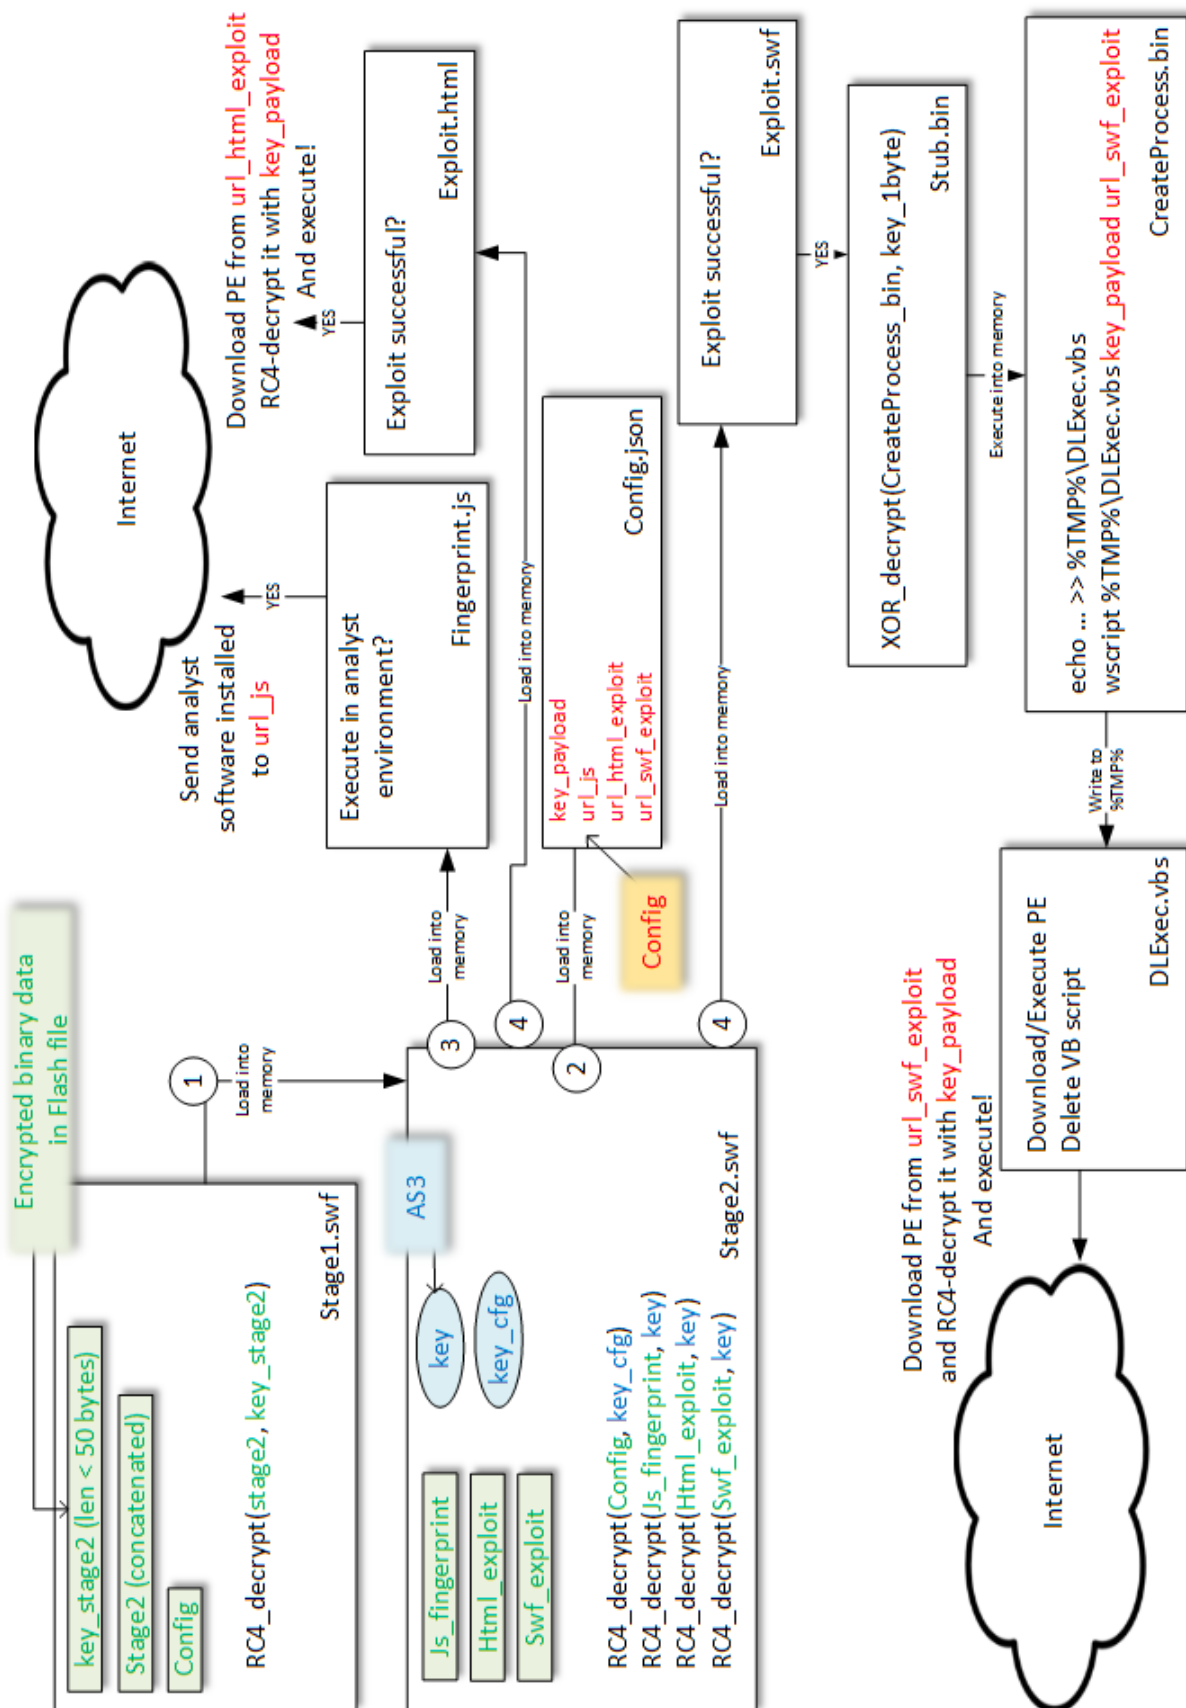 Encrypted binary data
in Flash file
key_stage2 (len < 50 bytes)
Stage2 (concatenated)
Config
RC4_decrypt(stage2, key_stage2)
Stage1.swf
1
Load into
memory
AS3
key
key_cfg
Js_fingerprint
Html_exploit
Swf_exploit
RC4_decrypt(Config, key_cfg)
RC4_decrypt(Js_fingerprint, key)
RC4_decrypt(Html_exploit, key)
RC4_decrypt(Swf_exploit, key)
Stage2.swf
3
Load into
memory
4
Load into memory
2
Load into
memory
4
Load into memory
Config
key_payload
url_js
url_html_exploit
url_swf_exploit
Config.json
Execute in analyst
environment?
Fingerprint.js
YES
Send analyst
software installed
to url_js
Internet
Exploit successful?
Exploit.html
YES
Download PE from url_html_exploit
RC4-decrypt it with key_payload
And execute!
Exploit successful?
Exploit.swf
YES
XOR_decrypt(CreateProcess_bin, key_1byte)
Stub.bin
Execute into memory
echo ... >> %TMP%\DLExec.vbs
wscript %TMP%\DLExec.vbs key_payload url_swf_exploit
CreateProcess.bin
Write to
%TMP%
Download/Execute PE
Delete VB script
DLExec.vbs
Download PE from url_swf_exploit
and RC4-decrypt it with key_payload
And execute!
Internet